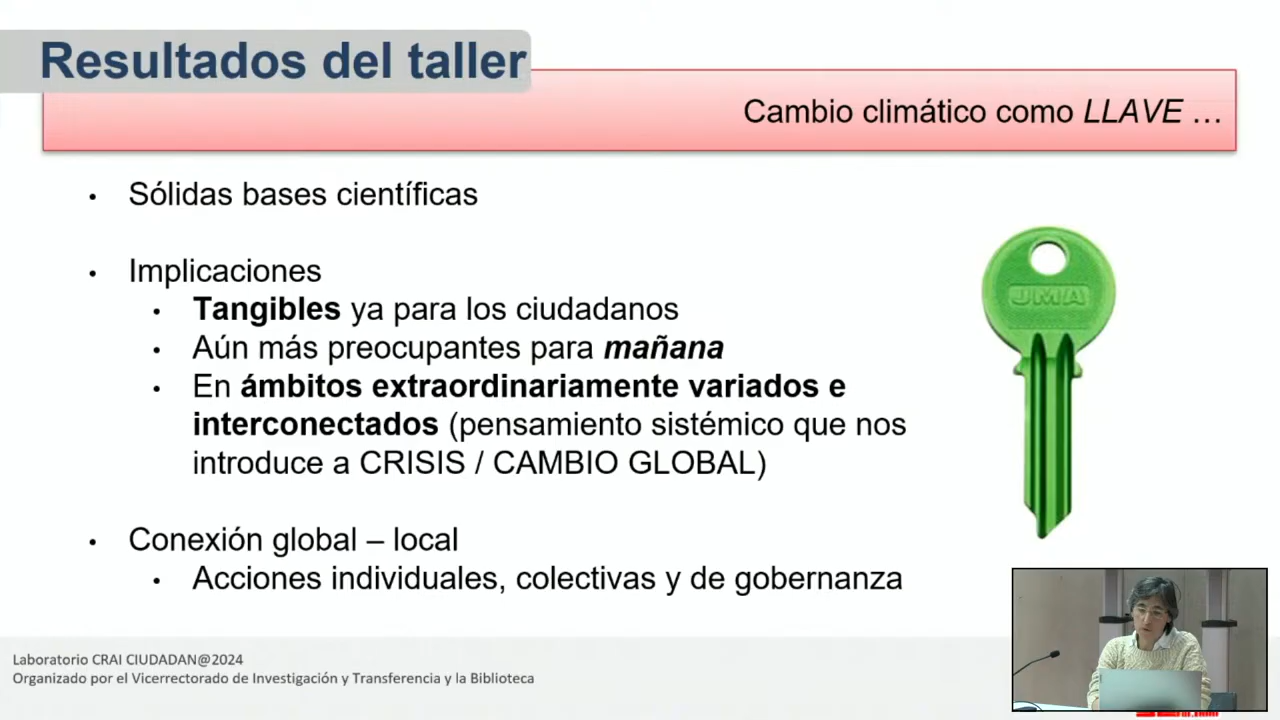 Resultados del taller
Cambio climático como LLAVE …
• Sólidas bases científicas
• Implicaciones
• Tangibles ya para los ciudadanos
• Aún más preocupantes para mañana
• En ámbitos extraordinariamente variados e
interconectados (pensamiento sistémico que nos
introduce a CRISIS / CAMBIO GLOBAL)
JMA
• Conexión global – local
• Acciones individuales, colectivas y de gobernanza
Laboratorio CRAI CIUDADAN@2024
Organizado por el Vicerrectorado de Investigación y Transferencia y la Biblioteca